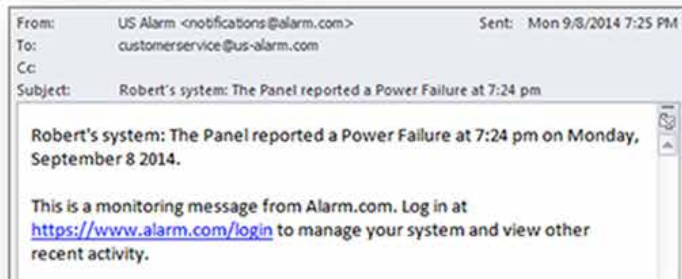 From: US Alarm <notifications@alarm.com> Sent: Mon 9/8/2014 7:25 PM
To: customerservice@us-alarm.com
Cc:
Subject: Robert's system: The Panel reported a Power Failure at 7:24 pm
Robert's system: The Panel reported a Power Failure at 7:24 pm on Monday,
September 8 2014.
This is a monitoring message from Alarm.com. Log in at
https://www.alarm.com/login to manage your system and view other
recent activity.